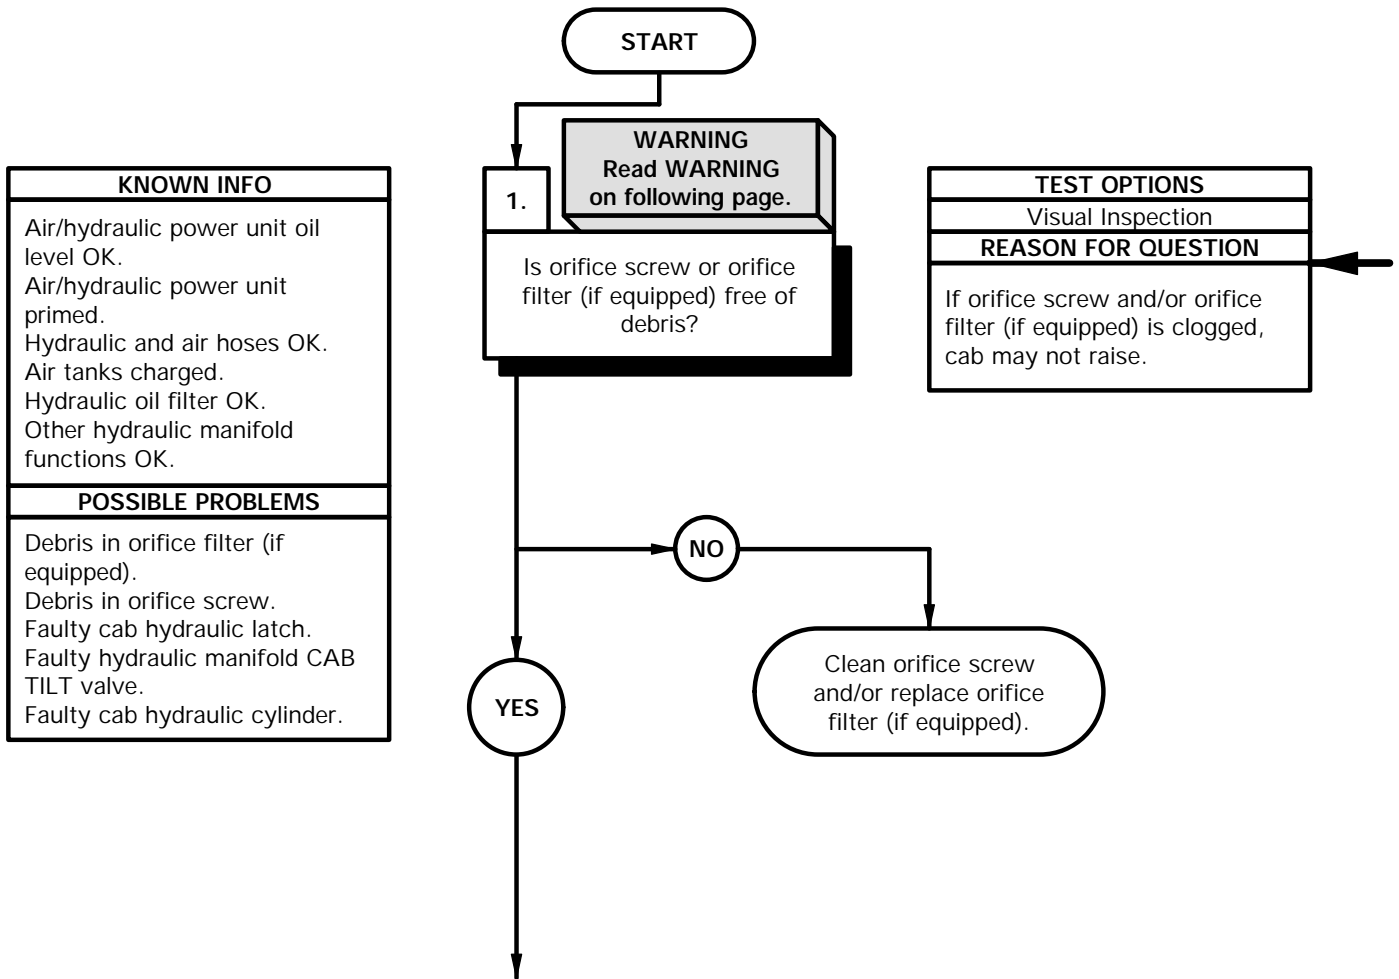 START
WARNING
Read WARNING
on following page.
1.
Is orifice screw or orifice
filter (if equipped) free of
debris?
KNOWN INFO
Air/hydraulic power unit oil
level OK.
Air/hydraulic power unit
primed.
Hydraulic and air hoses OK.
Air tanks charged.
Hydraulic oil filter OK.
Other hydraulic manifold
functions OK.
POSSIBLE PROBLEMS
Debris in orifice filter (if
equipped).
Debris in orifice screw.
Faulty cab hydraulic latch.
Faulty hydraulic manifold CAB
TILT valve.
Faulty cab hydraulic cylinder.
TEST OPTIONS
Visual Inspection
REASON FOR QUESTION
If orifice screw and/or orifice
filter (if equipped) is clogged,
cab may not raise.
NO
Clean orifice screw
and/or replace orifice
filter (if equipped).
YES